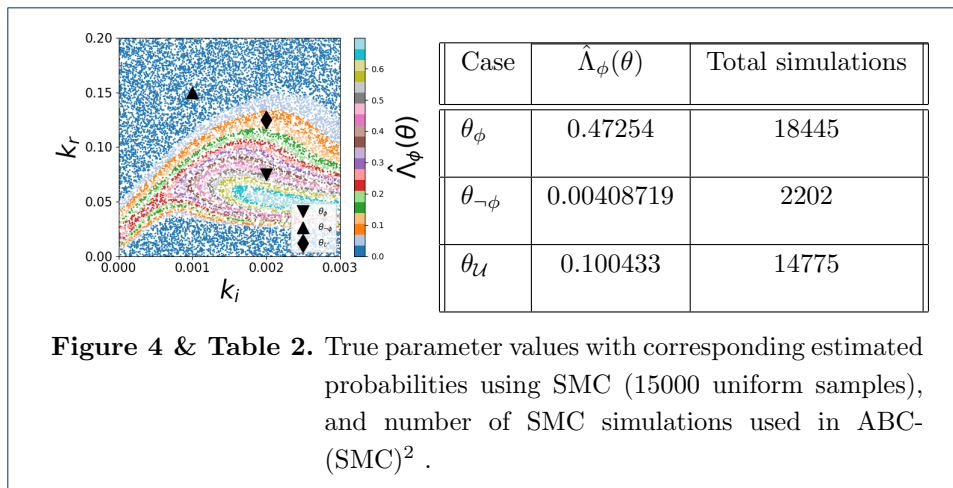 0.20
0.15
0.10
0.05
0.00
k_r
0.000 0.001 0.002 0.003
k_i
θ_ϕ
θ_¬ϕ
θ_𝒰
0.6
0.5
0.4
0.3
0.2
0.1
0.0
Λ̂_ϕ(θ)
Case Λ̂_ϕ(θ) Total simulations
θ_ϕ 0.47254 18445
θ_¬ϕ 0.00408719 2202
θ_𝒰 0.100433 14775
Figure 4 & Table 2. True parameter values with corresponding estimated
probabilities using SMC (15000 uniform samples),
and number of SMC simulations used in ABC-
(SMC)² .